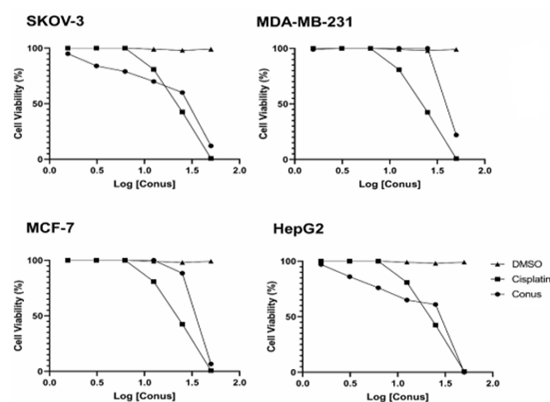 SKOV-3
MDA-MB-231
100
50
0
Cell Viability (%)
0.0 0.5 1.0 1.5 2.0
Log [Conus]
100
50
0
Cell Viability (%)
0.0 0.5 1.0 1.5 2.0
Log [Conus]
MCF-7
HepG2
100
50
0
Cell Viability (%)
0.0 0.5 1.0 1.5 2.0
Log [Conus]
100
50
0
Cell Viability (%)
0.0 0.5 1.0 1.5 2.0
Log [Conus]
DMSO
Cisplatin
Conus